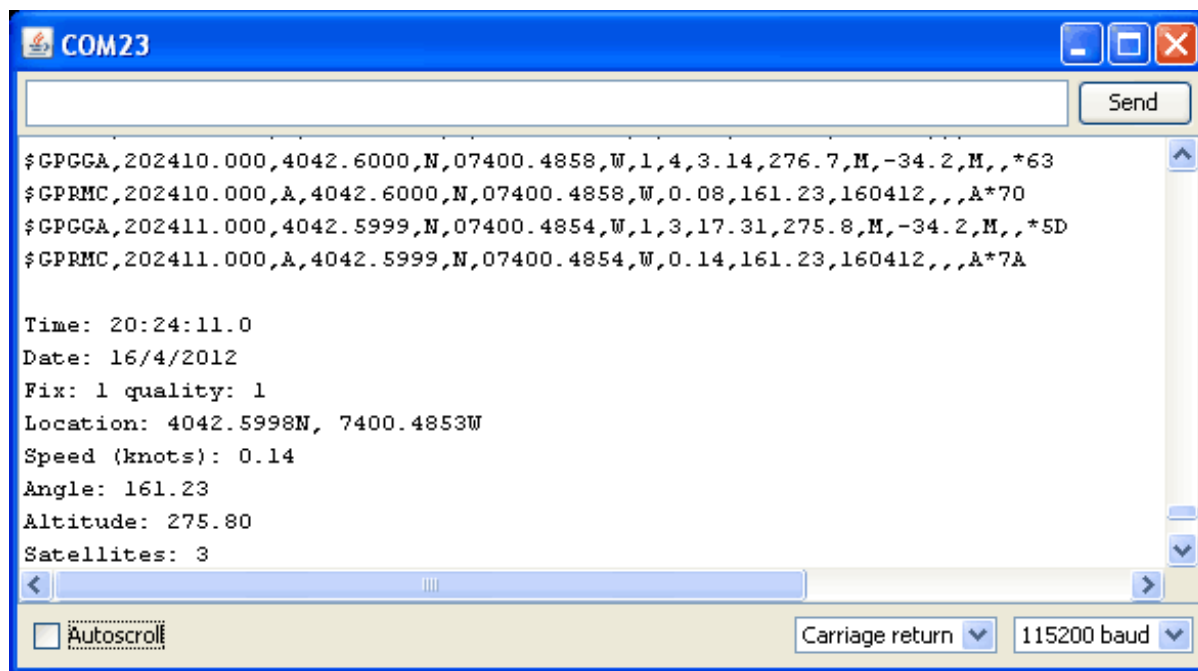 COM23
Send
$GPGGA,202410.000,4042.6000,N,07400.4858,W,1,4,3.14,276.7,M,-34.2,M,,*63
$GPRMC,202410.000,A,4042.6000,N,07400.4858,W,0.08,161.23,160412,,,A*70
$GPGGA,202411.000,4042.5999,N,07400.4854,W,1,3,17.31,275.8,M,-34.2,M,,*5D
$GPRMC,202411.000,A,4042.5999,N,07400.4854,W,0.14,161.23,160412,,,A*7A
Time: 20:24:11.0
Date: 16/4/2012
Fix: 1 quality: 1
Location: 4042.5998N, 7400.4853W
Speed (knots): 0.14
Angle: 161.23
Altitude: 275.80
Satellites: 3
Autoscroll
Carriage return
115200 baud